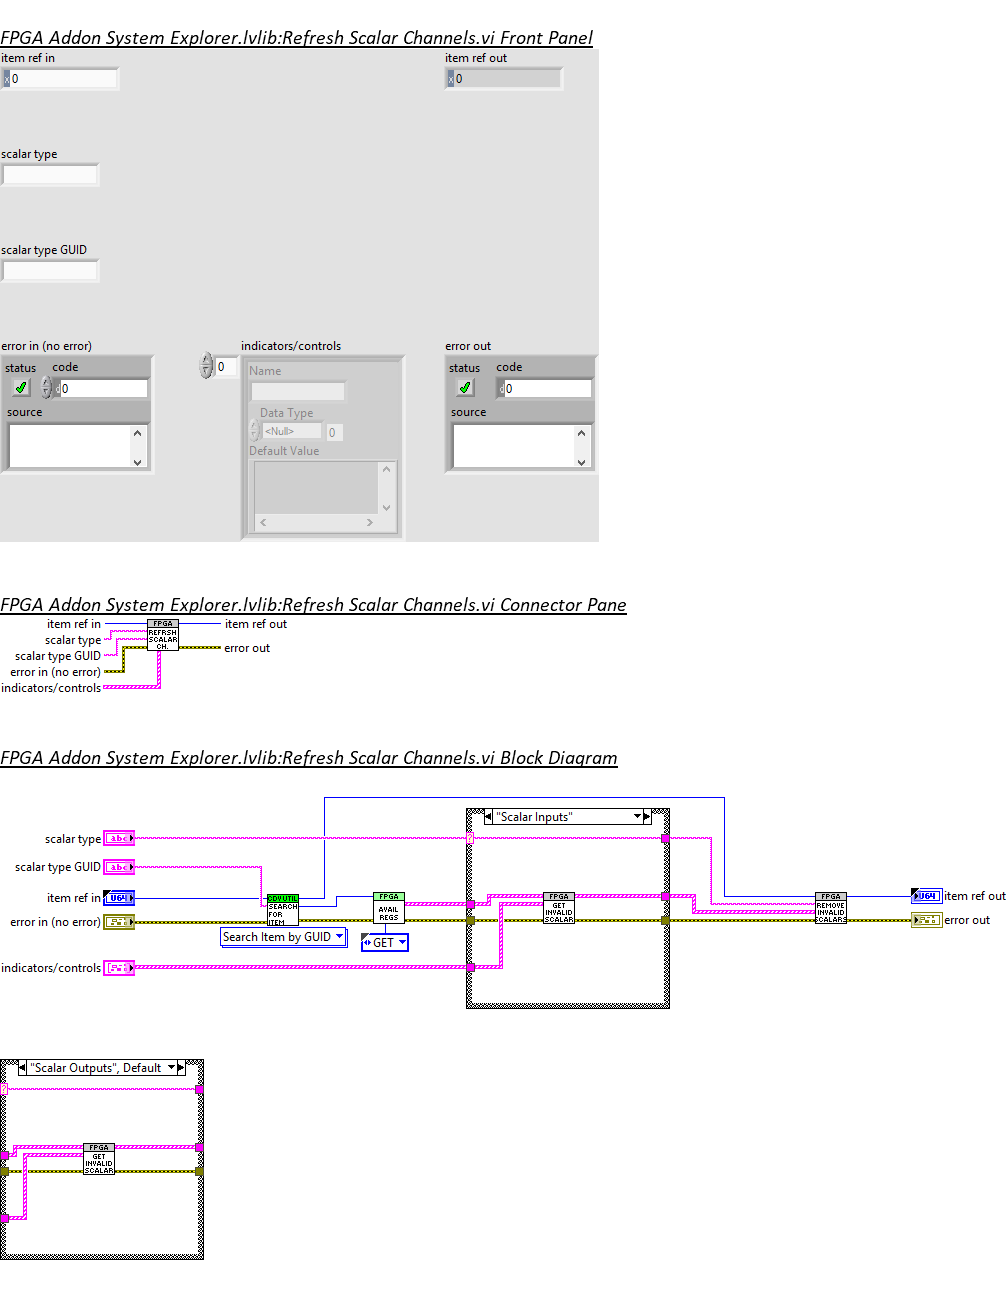 FPGA Addon System Explorer.lvlib:Refresh Scalar Channels.vi Front Panel
item ref in
item ref out
x 0
x 0
scalar type
scalar type GUID
error in (no error)
indicators/controls
error out
status
code
0
Name
status
code
d 0
d 0
source
Data Type
source
<Null>
0
Default Value
FPGA Addon System Explorer.lvlib:Refresh Scalar Channels.vi Connector Pane
item ref in
FPGA
item ref out
scalar type
REFRSH
SCALAR
CH.
scalar type GUID
error out
error in (no error)
indicators/controls
FPGA Addon System Explorer.lvlib:Refresh Scalar Channels.vi Block Diagram
"Scalar Inputs"
scalar type
abc
?
scalar type GUID
abc
item ref in
U64
CDV UTIL
SEARCH
FOR
ITEM
FPGA
AVAIL
REGS
FPGA
GET
INVALID
SCALAR
FPGA
REMOVE
INVALID
SCALARS
U64
item ref out
error in (no error)
error out
Search Item by GUID
GET
indicators/controls
"Scalar Outputs", Default
?
FPGA
GET
INVALID
SCALAR